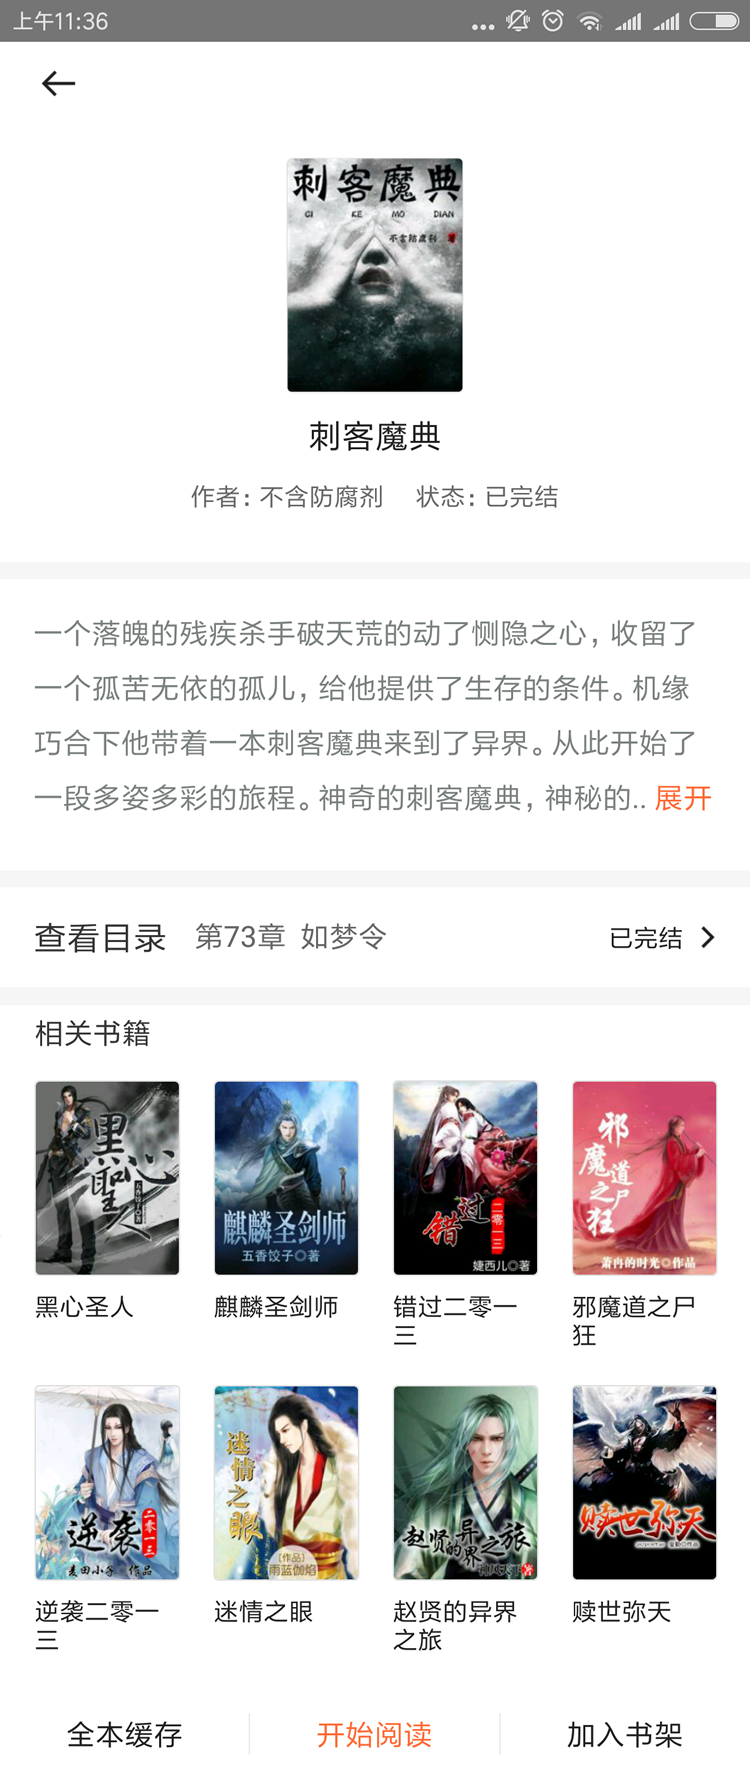 上午11:36
刺客魔典
CI KE MO DIAN
不含防腐剂 著
刺客魔典
作者：不含防腐剂 状态：已完结
一个落魄的残疾杀手破天荒的动了恻隐之心，收留了
一个孤苦无依的孤儿，给他提供了生存的条件。机缘
巧合下他带着一本刺客魔典来到了异界。从此开始了
一段多姿多彩的旅程。神奇的刺客魔典，神秘的.. 展开
查看目录 第73章 如梦令 已完结
相关书籍
黑心圣人
麒麟圣剑师
五香饺子◎著
错过二零一三
婕西儿◎著
邪魔道之尸狂
萧冉的时光◎作品
黑心圣人 麒麟圣剑师 错过二零一 邪魔道之尸
三 狂
逆袭二零一三
麦田小子 作品
迷情之眼
[作品]
雨蓝伽焰
赵贤的异界之旅
赎世弥天
逆袭二零一 迷情之眼 赵贤的异界 赎世弥天
三 之旅
全本缓存 开始阅读 加入书架